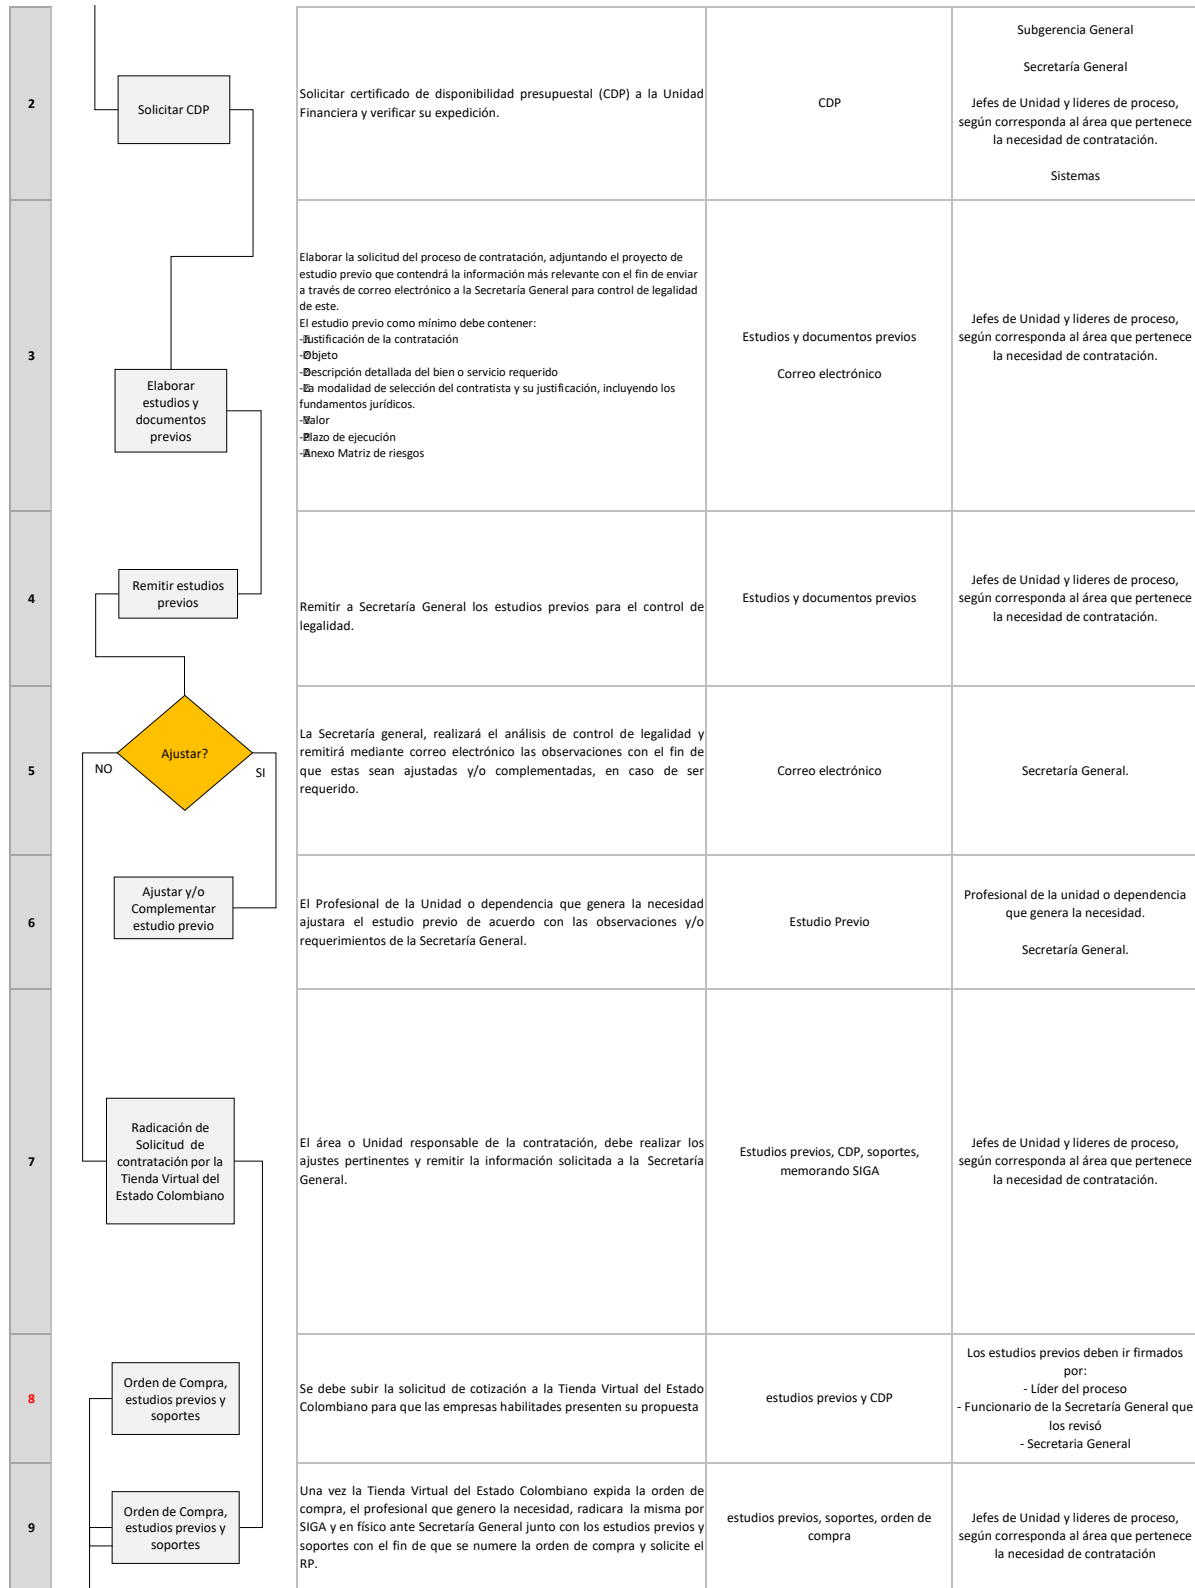 2
Solicitar CDP
Solicitar certificado de disponibilidad presupuestal (CDP) a la Unidad
Financiera y verificar su expedición.
CDP
Subgerencia General
Secretaría General
Jefes de Unidad y lideres de proceso,
según corresponda al área que pertenece
la necesidad de contratación.
Sistemas
3
Elaborar
estudios y
documentos
previos
Elaborar la solicitud del proceso de contratación, adjuntando el proyecto de
estudio previo que contendrá la información más relevante con el fin de enviar
a través de correo electrónico a la Secretaría General para control de legalidad
de este.
El estudio previo como mínimo debe contener:
-Justificación de la contratación
-Objeto
-Descripción detallada del bien o servicio requerido
-La modalidad de selección del contratista y su justificación, incluyendo los
fundamentos jurídicos.
-Valor
-Plazo de ejecución
-Anexo Matriz de riesgos
Estudios y documentos previos
Correo electrónico
Jefes de Unidad y lideres de proceso,
según corresponda al área que pertenece
la necesidad de contratación.
4
Remitir estudios
previos
Remitir a Secretaría General los estudios previos para el control de
legalidad.
Estudios y documentos previos
Jefes de Unidad y lideres de proceso,
según corresponda al área que pertenece
la necesidad de contratación.
5
Ajustar?
NO
SI
La Secretaría general, realizará el análisis de control de legalidad y
remitirá mediante correo electrónico las observaciones con el fin de
que estas sean ajustadas y/o complementadas, en caso de ser
requerido.
Correo electrónico
Secretaría General.
6
Ajustar y/o
Complementar
estudio previo
El Profesional de la Unidad o dependencia que genera la necesidad
ajustara el estudio previo de acuerdo con las observaciones y/o
requerimientos de la Secretaría General.
Estudio Previo
Profesional de la unidad o dependencia
que genera la necesidad.
Secretaría General.
7
Radicación de
Solicitud de
contratación por la
Tienda Virtual del
Estado Colombiano
El área o Unidad responsable de la contratación, debe realizar los
ajustes pertinentes y remitir la información solicitada a la Secretaría
General.
Estudios previos, CDP, soportes,
memorando SIGA
Jefes de Unidad y lideres de proceso,
según corresponda al área que pertenece
la necesidad de contratación.
8
Orden de Compra,
estudios previos y
soportes
Se debe subir la solicitud de cotización a la Tienda Virtual del Estado
Colombiano para que las empresas habilitades presenten su propuesta
estudios previos y CDP
Los estudios previos deben ir firmados
por:
- Líder del proceso
- Funcionario de la Secretaría General que
los revisó
- Secretaria General
9
Orden de Compra,
estudios previos y
soportes
Una vez la Tienda Virtual del Estado Colombiano expida la orden de
compra, el profesional que genero la necesidad, radicara la misma por
SIGA y en físico ante Secretaría General junto con los estudios previos y
soportes con el fin de que se numere la orden de compra y solicite el
RP.
estudios previos, soportes, orden de
compra
Jefes de Unidad y lideres de proceso,
según corresponda al área que pertenece
la necesidad de contratación